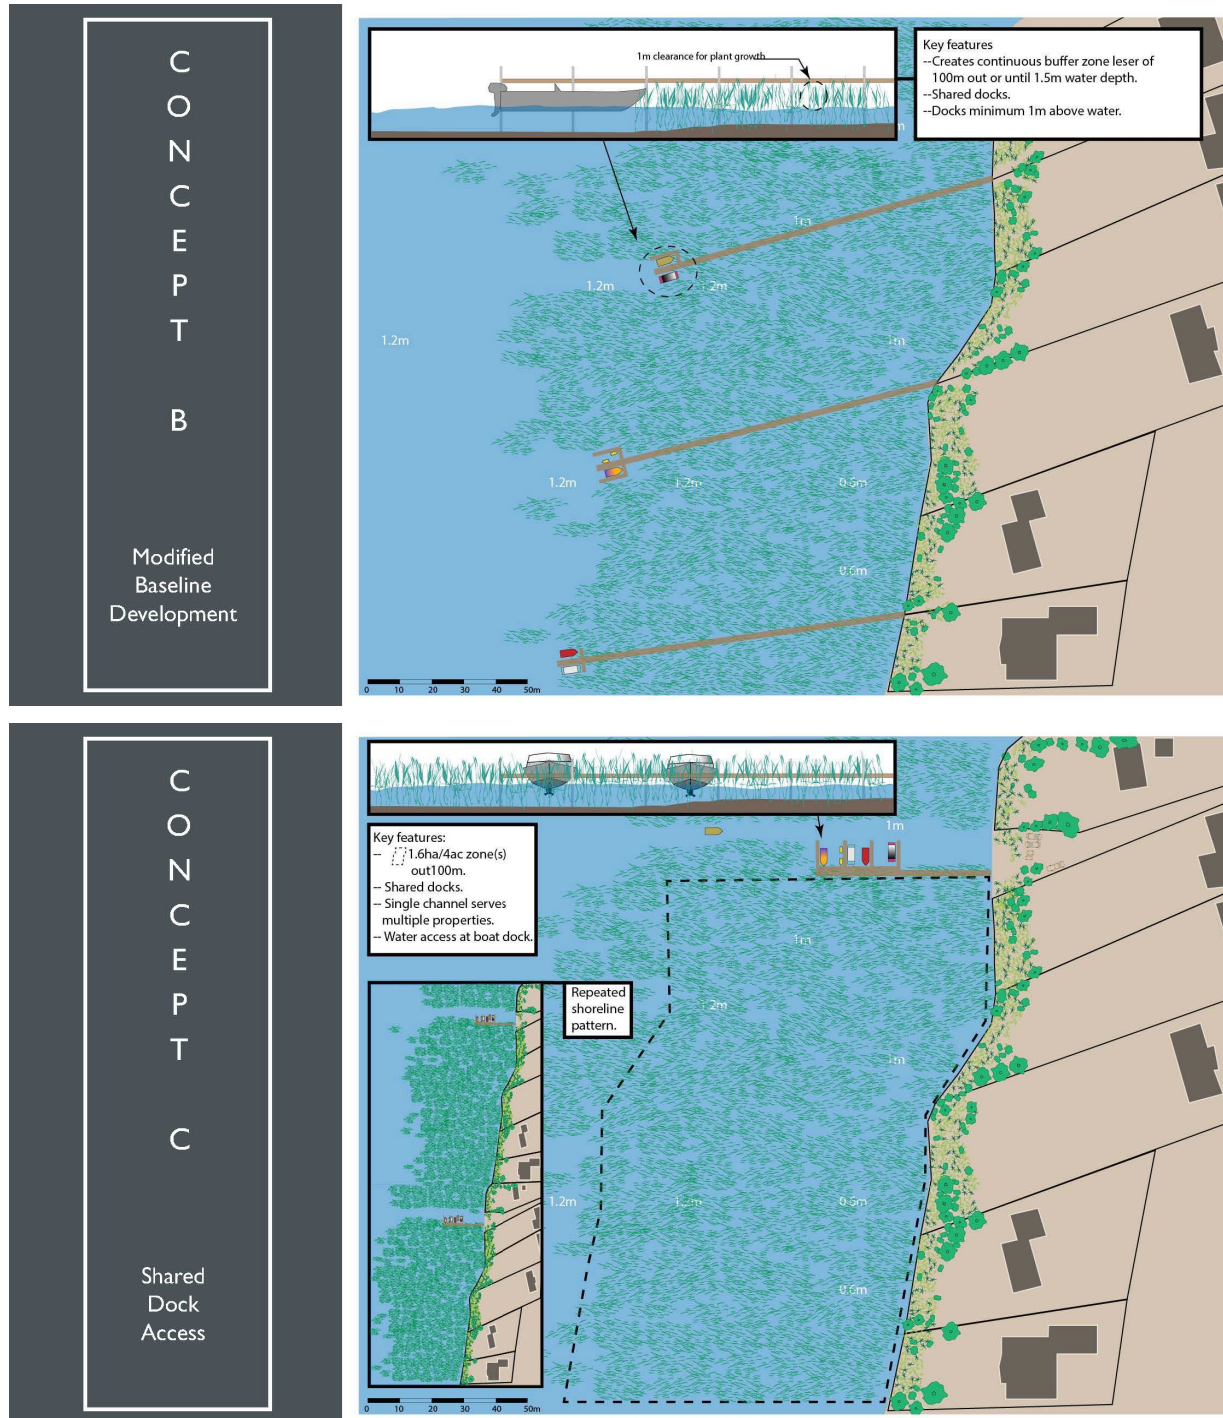 CONCEPT B
Modified
Baseline
Development
1m clearance for plant growth
Key features
--Creates continuous buffer zone leser of
100m out or until 1.5m water depth.
--Shared docks.
--Docks minimum 1m above water.
1m
1.2m
1.2m
1.2m
1m
1.2m
1.2m
0.6m
0.6m
0 10 20 30 40 50m
CONCEPT C
Shared
Dock
Access
Key features:
-- 1.6ha/4ac zone(s)
out100m.
-- Shared docks.
-- Single channel serves
multiple properties.
-- Water access at boat dock.
1m
1m
Repeated
shoreline
pattern.
1.2m
1m
1.2m
1.2m
0.6m
0.6m
0 10 20 30 40 50m